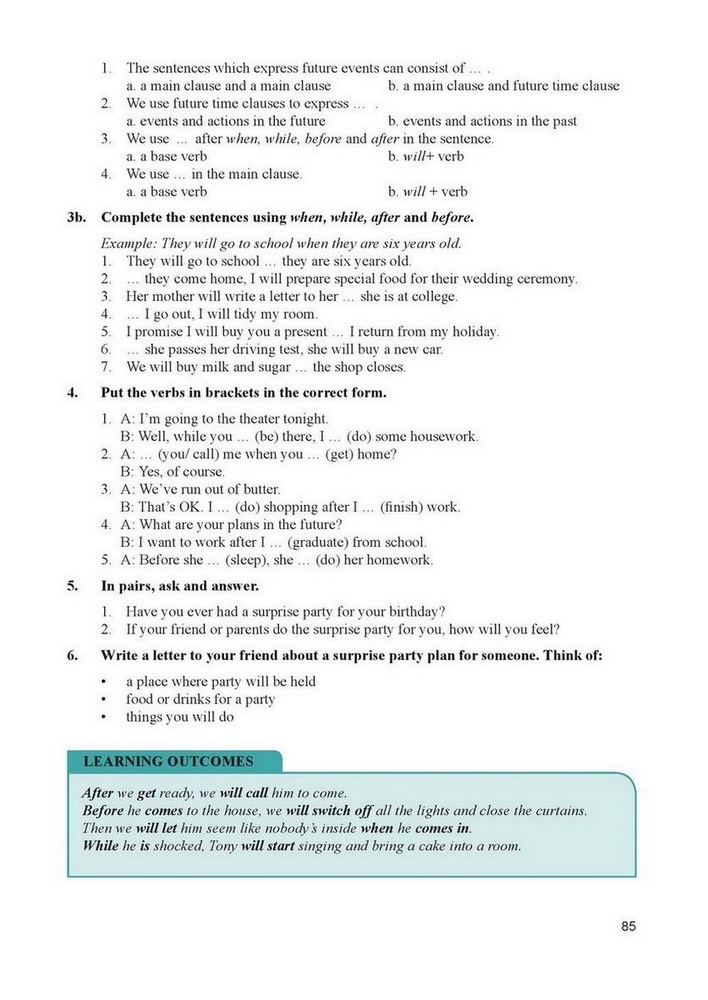 1. The sentences which express future events can consist of … .
a. a main clause and a main clause b. a main clause and future time clause
2. We use future time clauses to express … .
a. events and actions in the future b. events and actions in the past
3. We use … after when, while, before and after in the sentence.
a. a base verb b. will+ verb
4. We use … in the main clause.
a. a base verb b. will + verb
3b. Complete the sentences using when, while, after and before.
Example: They will go to school when they are six years old.
1. They will go to school … they are six years old.
2. … they come home, I will prepare special food for their wedding ceremony.
3. Her mother will write a letter to her … she is at college.
4. … I go out, I will tidy my room.
5. I promise I will buy you a present … I return from my holiday.
6. … she passes her driving test, she will buy a new car.
7. We will buy milk and sugar … the shop closes.
4. Put the verbs in brackets in the correct form.
1. A: I'm going to the theater tonight.
B: Well, while you … (be) there, I … (do) some housework.
2. A: … (you/ call) me when you … (get) home?
B: Yes, of course.
3. A: We've run out of butter.
B: That's OK. I … (do) shopping after I … (finish) work.
4. A: What are your plans in the future?
B: I want to work after I … (graduate) from school.
5. A: Before she … (sleep), she … (do) her homework.
5. In pairs, ask and answer.
1. Have you ever had a surprise party for your birthday?
2. If your friend or parents do the surprise party for you, how will you feel?
6. Write a letter to your friend about a surprise party plan for someone. Think of:
• a place where party will be held
• food or drinks for a party
• things you will do
LEARNING OUTCOMES
After we get ready, we will call him to come.
Before he comes to the house, we will switch off all the lights and close the curtains.
Then we will let him seem like nobody's inside when he comes in.
While he is shocked, Tony will start singing and bring a cake into a room.
85